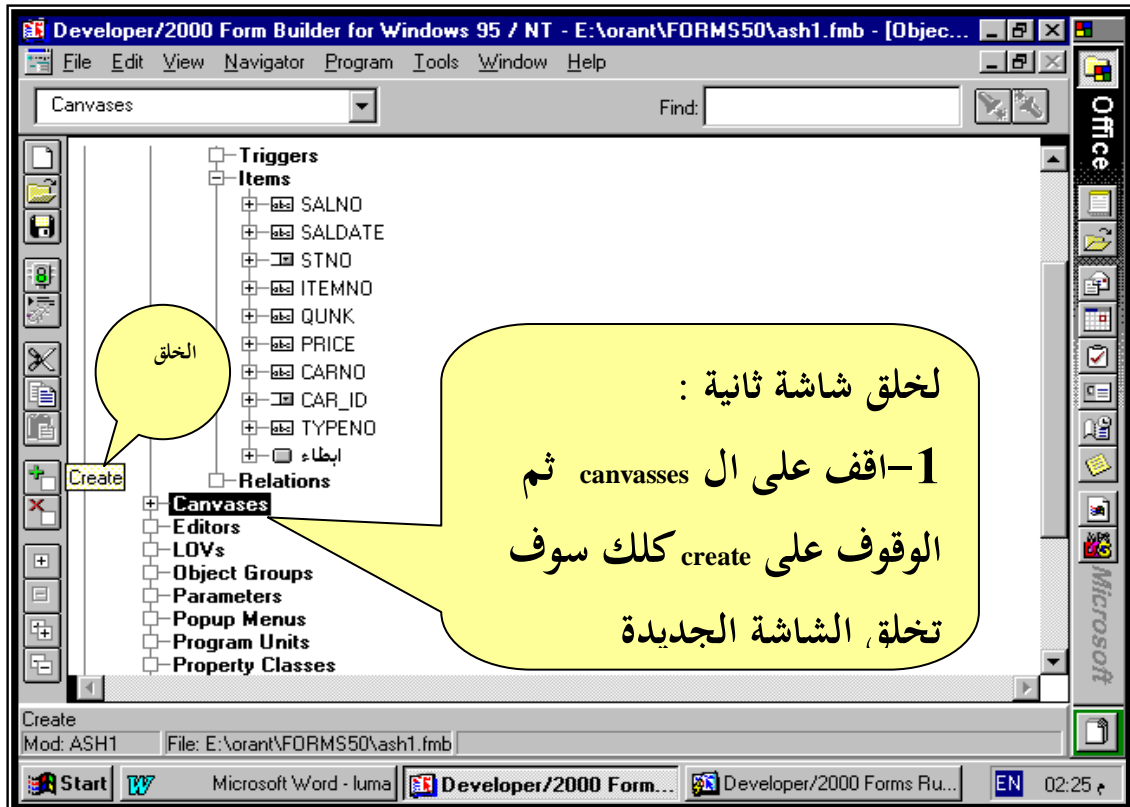 Developer/2000 Form Builder for Windows 95 / NT - E:\orant\FORMS50\ash1.fmb - [Objec...
File Edit View Navigator Program Tools Window Help
Canvases
Find:
Office
Triggers
Items
SALNO
SALDATE
STNO
ITEMNO
QUNK
PRICE
CARNO
CAR_ID
TYPENO
ابطاء
Relations
Canvases
Editors
LOVs
Object Groups
Parameters
Popup Menus
Program Units
Property Classes
الخلق
Create
لخلق شاشة ثانية :
1-اقف على ال canvasses ثم
الوقوف على create كلك سوف
تخلق الشاشة الجديدة
Microsoft
Create
Mod: ASH1 File: E:\orant\FORMS50\ash1.fmb
Start Microsoft Word - luma Developer/2000 Form... Developer/2000 Forms Ru... EN 02:25 م